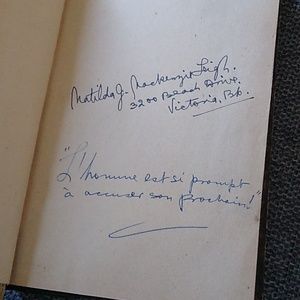 Matilda J. Mackenzie Leigh.
3200 Beach Drive.
Victoria, B.C.
"L'homme est si prompt
à accuser son prochain!"